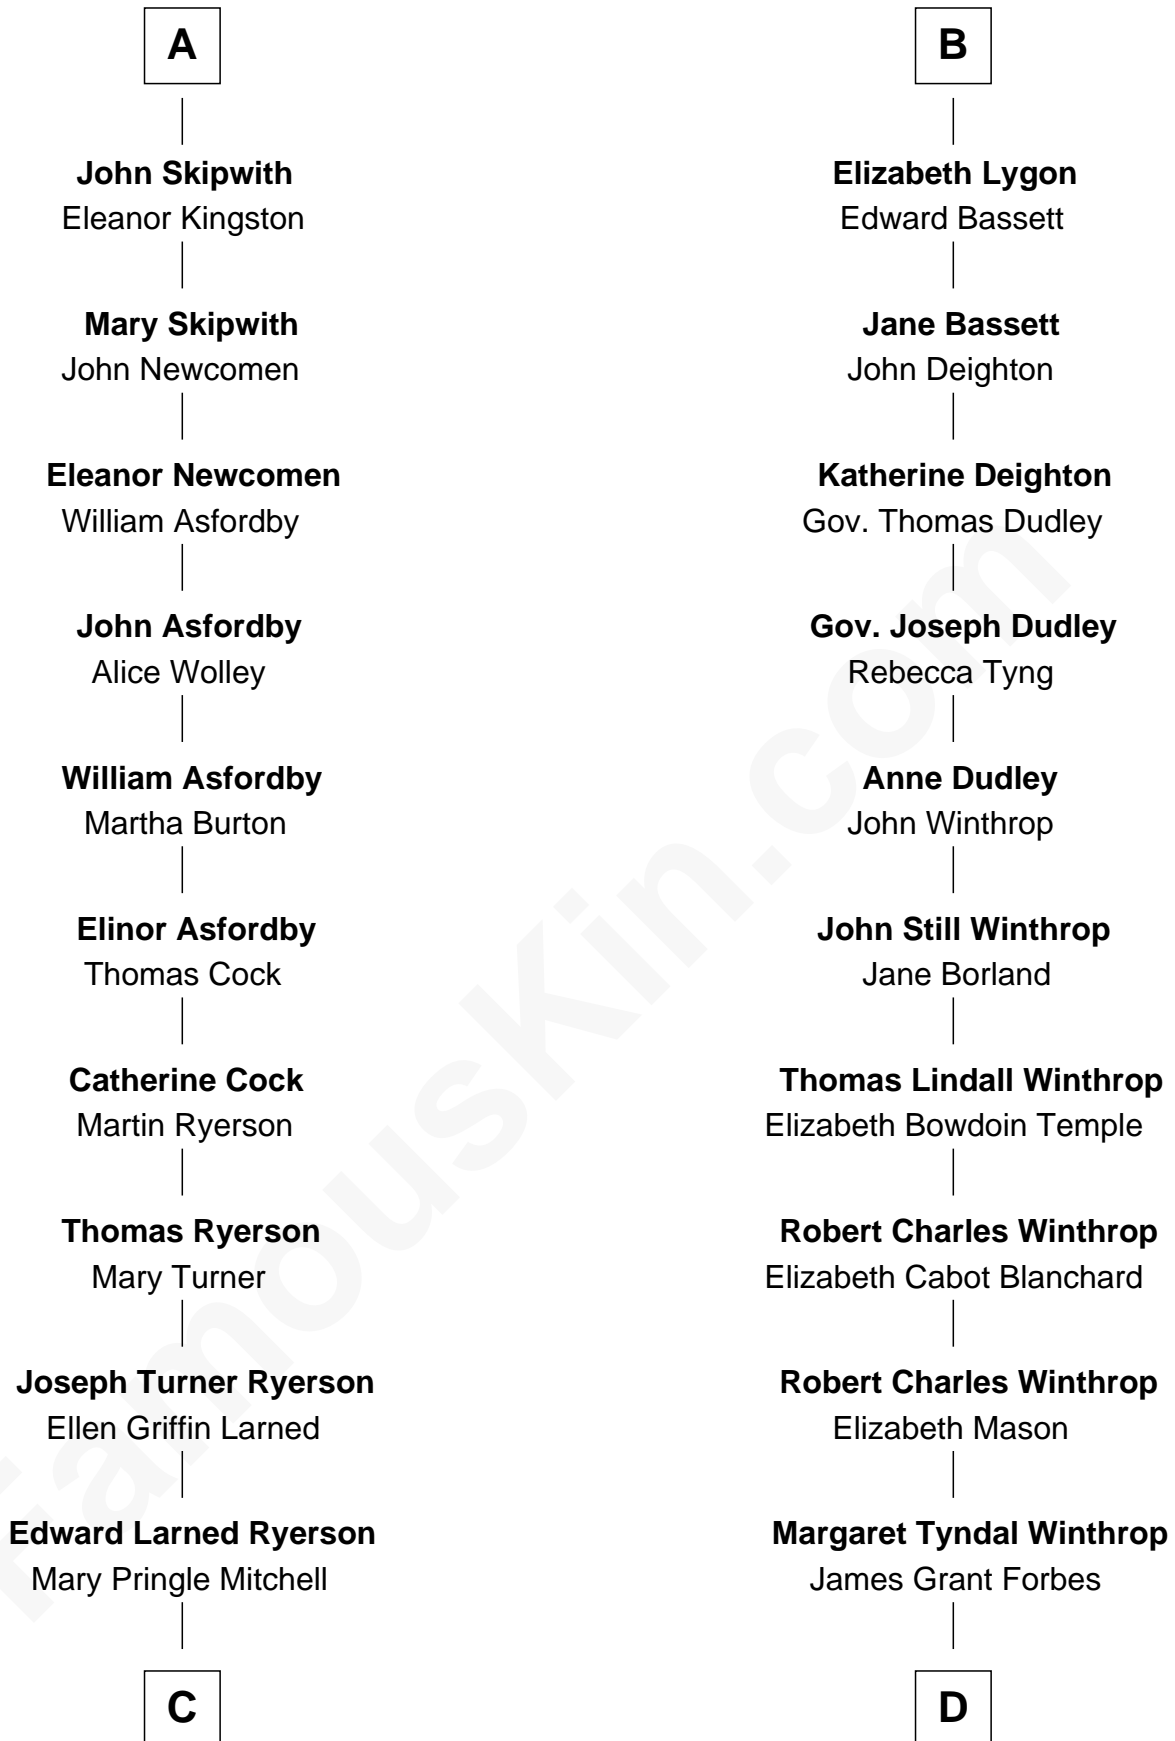 A
John Skipwith
Eleanor Kingston
Mary Skipwith
John Newcomen
Eleanor Newcomen
William Asfordby
John Asfordby
Alice Wolley
William Asfordby
Martha Burton
Elinor Asfordby
Thomas Cock
Catherine Cock
Martin Ryerson
Thomas Ryerson
Mary Turner
Joseph Turner Ryerson
Ellen Griffin Larned
Edward Larned Ryerson
Mary Pringle Mitchell
C
B
Elizabeth Lygon
Edward Bassett
Jane Bassett
John Deighton
Katherine Deighton
Gov. Thomas Dudley
Gov. Joseph Dudley
Rebecca Tyng
Anne Dudley
John Winthrop
John Still Winthrop
Jane Borland
Thomas Lindall Winthrop
Elizabeth Bowdoin Temple
Robert Charles Winthrop
Elizabeth Cabot Blanchard
Robert Charles Winthrop
Elizabeth Mason
Margaret Tyndal Winthrop
James Grant Forbes
D
FamousKin.com